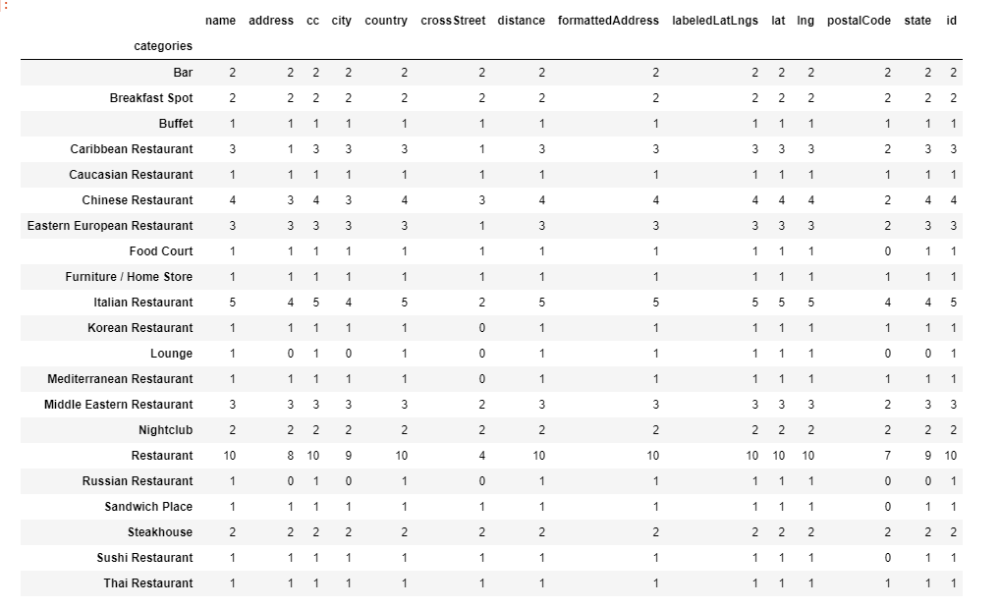 :
name address cc city country crossStreet distance formattedAddress labeledLatLngs lat lng postalCode state id
categories
Bar 2 2 2 2 2 2 2 2 2 2 2 2 2 2
Breakfast Spot 2 2 2 2 2 2 2 2 2 2 2 2 2 2
Buffet 1 1 1 1 1 1 1 1 1 1 1 1 1 1
Caribbean Restaurant 3 1 3 3 3 1 3 3 3 3 3 2 3 3
Caucasian Restaurant 1 1 1 1 1 1 1 1 1 1 1 1 1 1
Chinese Restaurant 4 3 4 3 4 3 4 4 4 4 4 2 4 4
Eastern European Restaurant 3 3 3 3 3 1 3 3 3 3 3 2 3 3
Food Court 1 1 1 1 1 1 1 1 1 1 1 0 1 1
Furniture / Home Store 1 1 1 1 1 1 1 1 1 1 1 1 1 1
Italian Restaurant 5 4 5 4 5 2 5 5 5 5 5 4 4 5
Korean Restaurant 1 1 1 1 1 0 1 1 1 1 1 1 1 1
Lounge 1 0 1 0 1 0 1 1 1 1 1 0 0 1
Mediterranean Restaurant 1 1 1 1 1 0 1 1 1 1 1 1 1 1
Middle Eastern Restaurant 3 3 3 3 3 2 3 3 3 3 3 2 3 3
Nightclub 2 2 2 2 2 2 2 2 2 2 2 2 2 2
Restaurant 10 8 10 9 10 4 10 10 10 10 10 7 9 10
Russian Restaurant 1 0 1 0 1 0 1 1 1 1 1 0 0 1
Sandwich Place 1 1 1 1 1 1 1 1 1 1 1 0 1 1
Steakhouse 2 2 2 2 2 2 2 2 2 2 2 2 2 2
Sushi Restaurant 1 1 1 1 1 1 1 1 1 1 1 0 1 1
Thai Restaurant 1 1 1 1 1 1 1 1 1 1 1 1 1 1